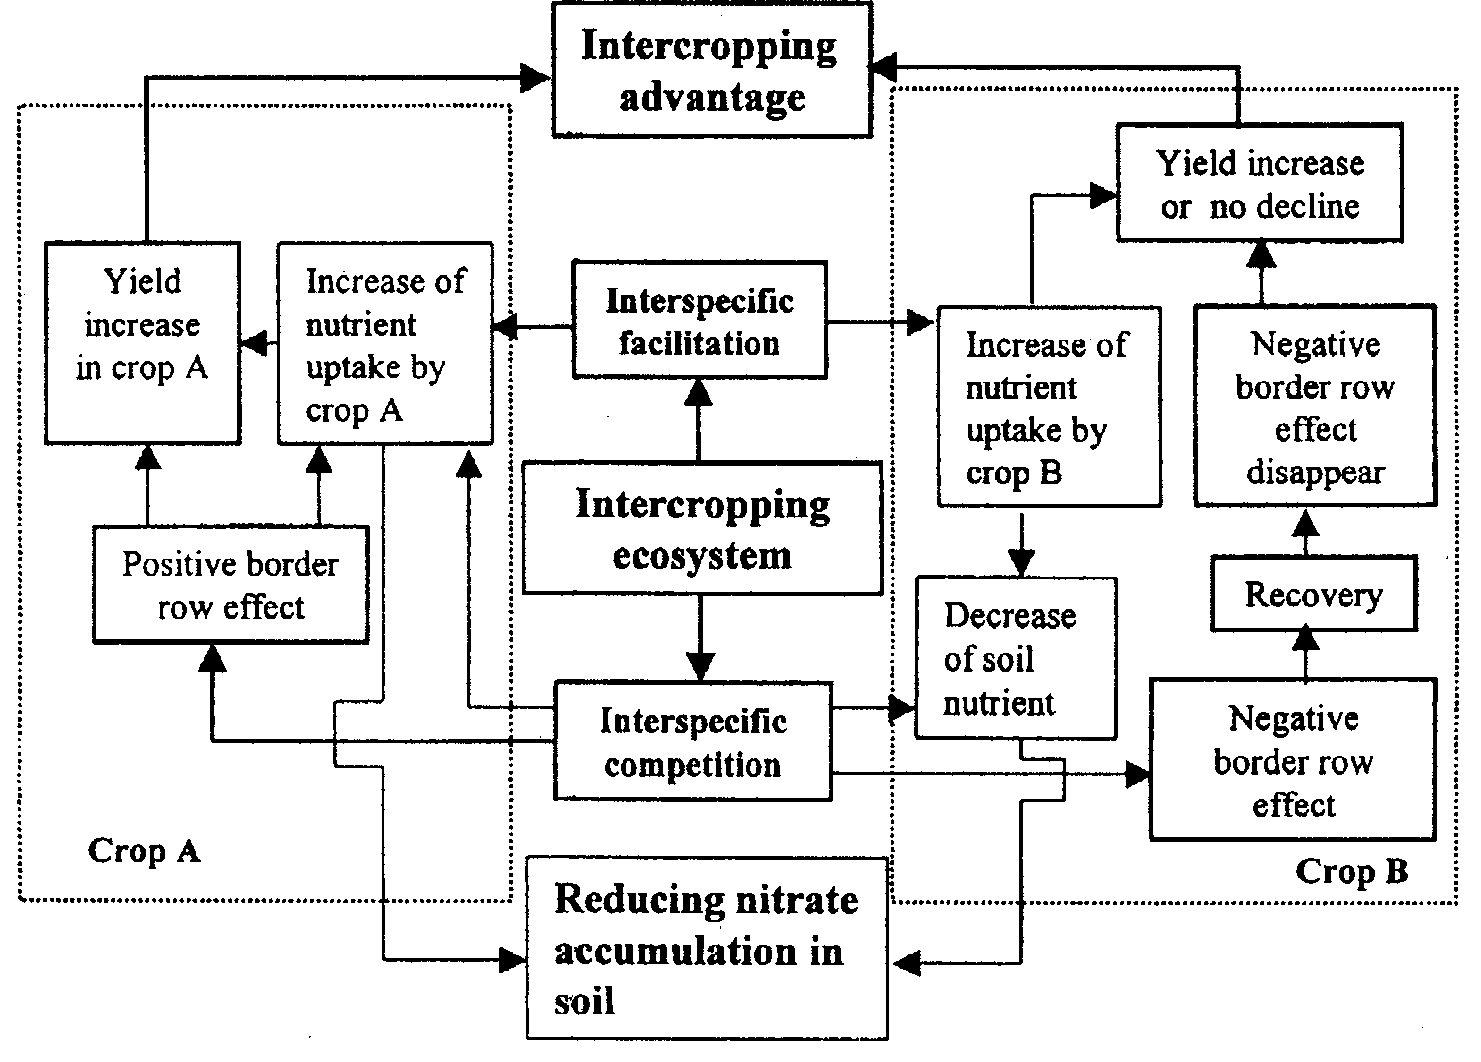 Intercropping
advantage
Yield increase
or no decline
Yield
increase
in crop A
Increase of
nutrient
uptake by
crop A
Interspecific
facilitation
Increase of
nutrient
uptake by
crop B
Negative
border row
effect
disappear
Intercropping
ecosystem
Positive border
row effect
Recovery
Decrease
of soil
nutrient
Interspecific
competition
Negative
border row
effect
Crop A
Crop B
Reducing nitrate
accumulation in
soil